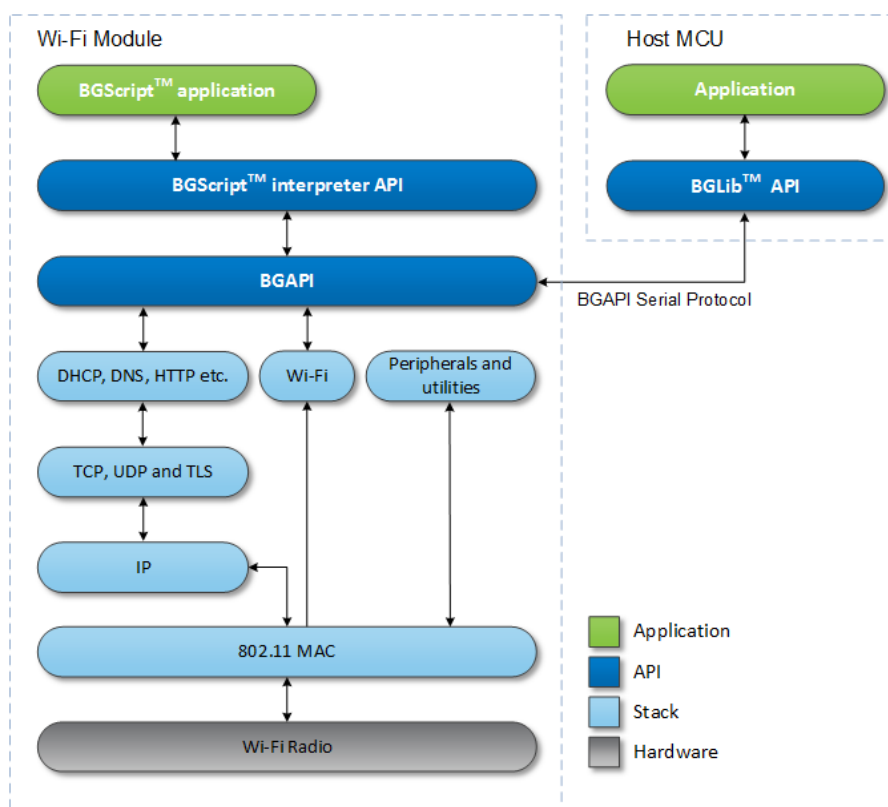 Wi-Fi Module
Host MCU
BGScript™ application
Application
BGScript™ interpreter API
BGLib™ API
BGAPI
BGAPI Serial Protocol
DHCP, DNS, HTTP etc.
Wi-Fi
Peripherals and
utilities
TCP, UDP and TLS
IP
802.11 MAC
Wi-Fi Radio
Application
API
Stack
Hardware